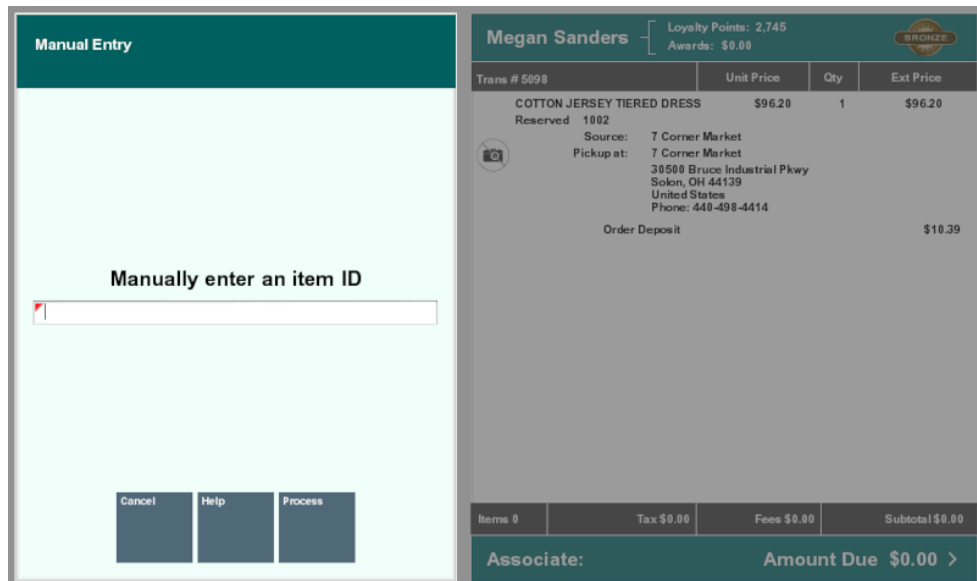 Manual Entry
Manually enter an item ID
Cancel Help Process
Megan Sanders
Loyalty Points: 2,745
Awards: $0.00
BRONZE
Trans # 5098 Unit Price Qty Ext Price
COTTON JERSEY TIERED DRESS $96.20 1 $96.20
Reserved 1002
Source: 7 Corner Market
Pickup at: 7 Corner Market
30500 Bruce Industrial Pkwy
Solon, OH 44139
United States
Phone: 440-498-4414
Order Deposit $10.39
Items 0 Tax $0.00 Fees $0.00 Subtotal $0.00
Associate: Amount Due $0.00 >